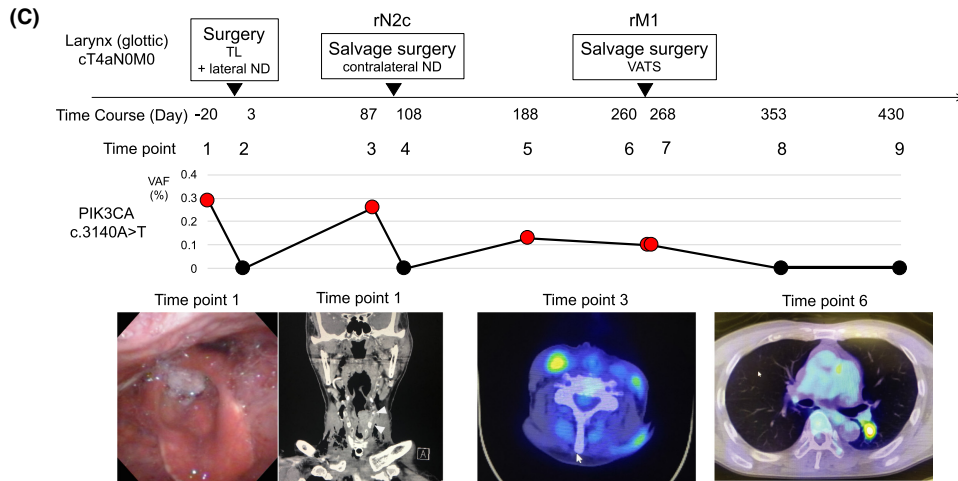 (C)
Larynx (glottic)
cT4aN0M0
Surgery
TL
+ lateral ND
rN2c
Salvage surgery
contralateral ND
rM1
Salvage surgery
VATS
Time Course (Day) -20 3 87 108 188 260 268 353 430
Time point 1 2 3 4 5 6 7 8 9
PIK3CA
c.3140A>T
VAF
(%)
0.4
0.3
0.2
0.1
0
Time point 1 Time point 1 Time point 3 Time point 6
A